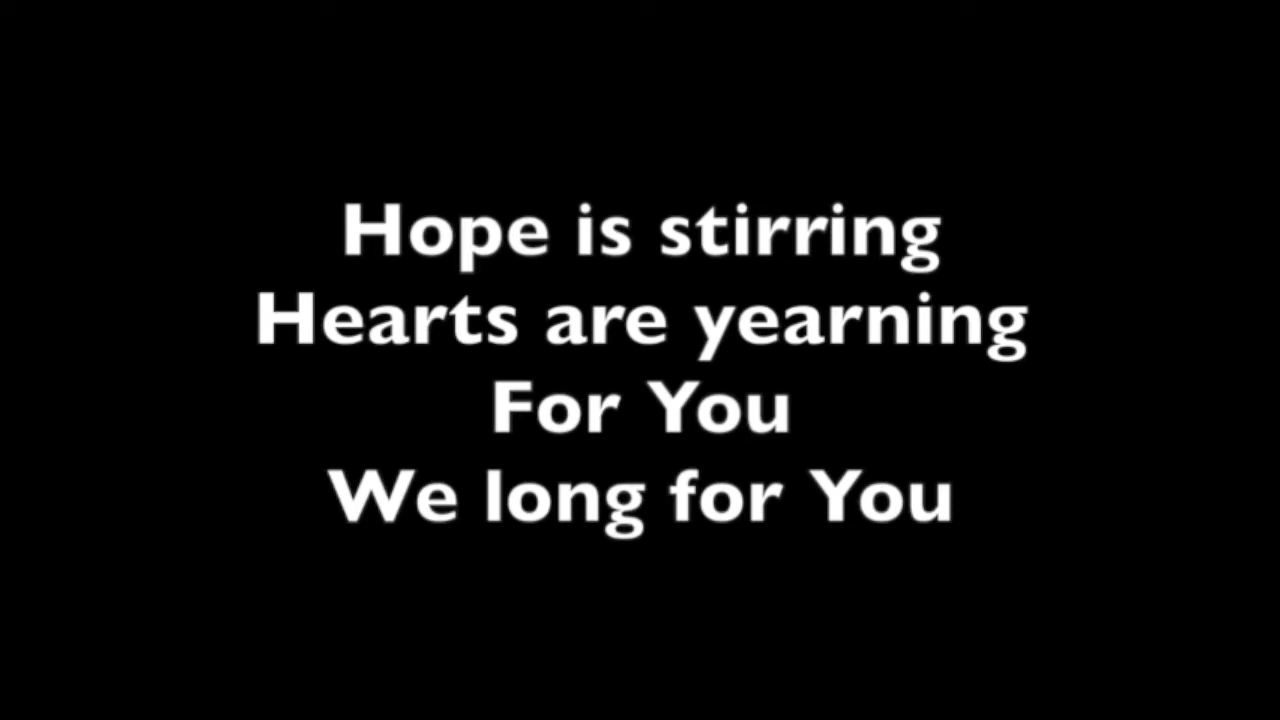 Hope is stirring
Hearts are yearning
For You
We long for You